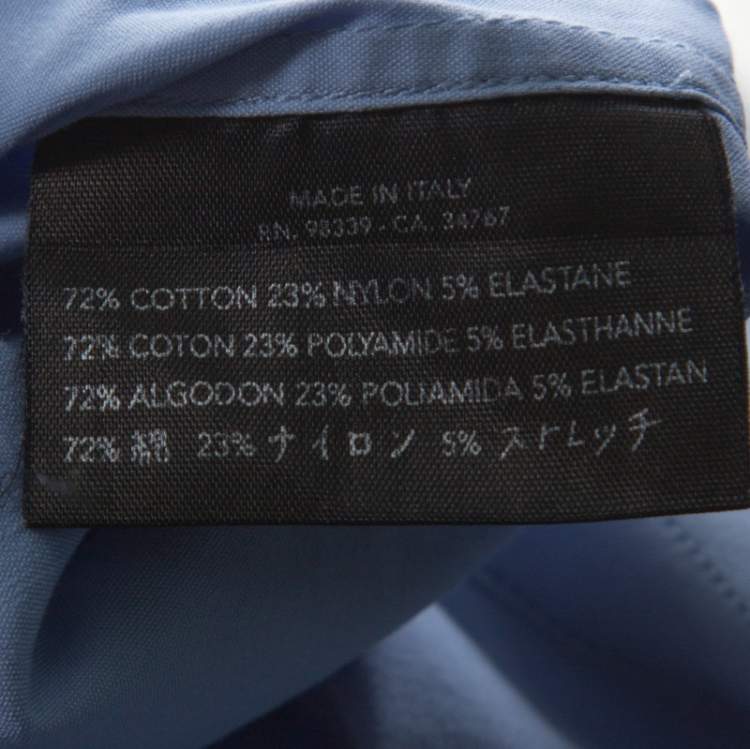 MADE IN ITALY
RN. 98339 - CA. 34767
72% COTTON 23% NYLON 5% ELASTANE
72% COTON 23% POLYAMIDE 5% ELASTHANNE
72% ALGODON 23% POLIAMIDA 5% ELASTAN
72% 綿 23% ナイロン 5% ストレッチ